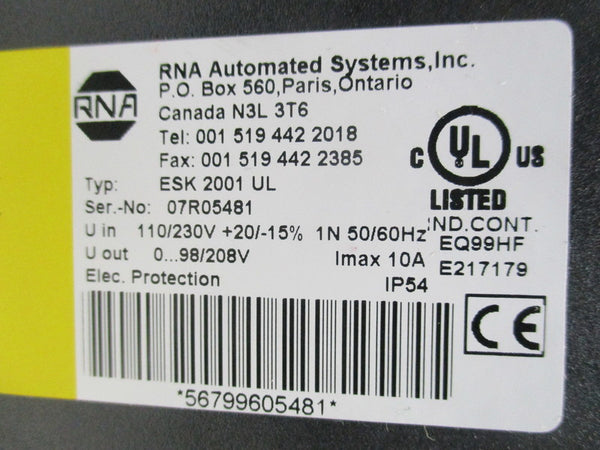 RNA
RNA Automated Systems,Inc.
P.O. Box 560,Paris,Ontario
Canada N3L 3T6
Tel: 001 519 442 2018
Fax: 001 519 442 2385
Typ: ESK 2001 UL
Ser.-No: 07R05481
U in 110/230V +20/-15% 1N 50/60Hz
U out 0...98/208V Imax 10A
Elec. Protection IP54
*56799605481*
C UL US
LISTED
IND.CONT.
EQ99HF
E217179
CE